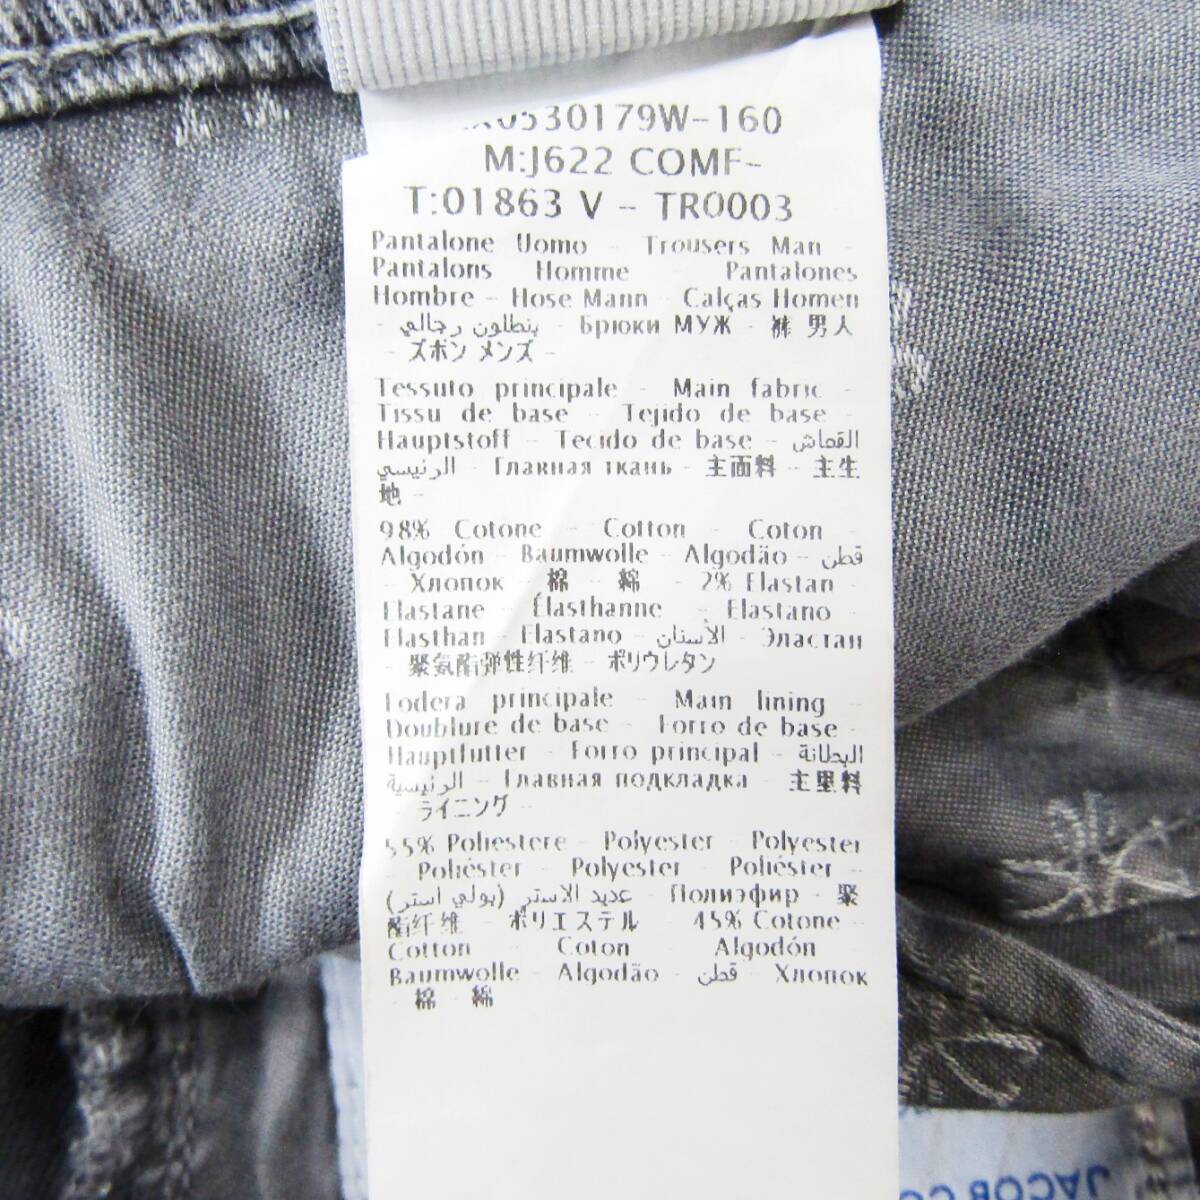 M:J622 COMF-
T:01863 V - TR0003
Pantalone Uomo - Trousers Man -
Pantalons Homme Pantalones
Hombre - Hose Mann Calças Homen
- بنطلون رجالي - Брюки МУЖ - 裤 男人
- ズボン メンズ -
Tessuto principale - Main fabric -
Tissu de base - Tejido de base -
Hauptstoff - Tecido de base - القماش
الرئيسي - Главная ткань - 主面料 - 主生
地 -
98% Cotone - Cotton - Coton -
Algodón - Baumwolle - Algodão - قطن
- Хлопок 棉 - 綿 - 2% Elastan
Elastane - Élasthanne - Elastano -
Elasthan - Elastano - الأسنان - Эластан
- 聚氨酯弹性纤维 - ポリウレタン
Fodera principale - Main lining -
Doublure de base - Forro de base -
Hauptfutter - Forro principal - البطانة
الرئيسية - Главная подкладка - 主里料
- ライニング -
55% Poliestere - Polyester - Polyester
Poliéster - Polyester - Poliéster -
عديد الاستر (بولي استر) - Полиэфир - 聚
酯纤维 - ポリエステル 45% Cotone -
Cotton - Coton - Algodón
Baumwolle - Algodão - قطن - Хлопок
- 棉 - 綿
JACOB CO